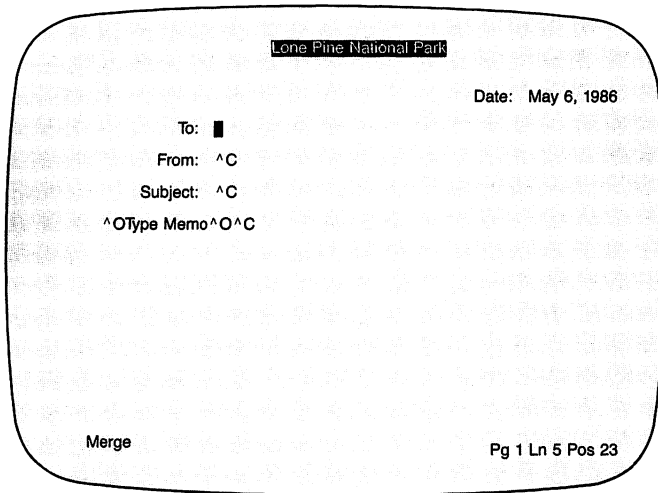 Lone Pine National Park
Date: May 6, 1986
To:
From: ^C
Subject: ^C
^OType Memo^O^C
Merge
Pg 1 Ln 5 Pos 23